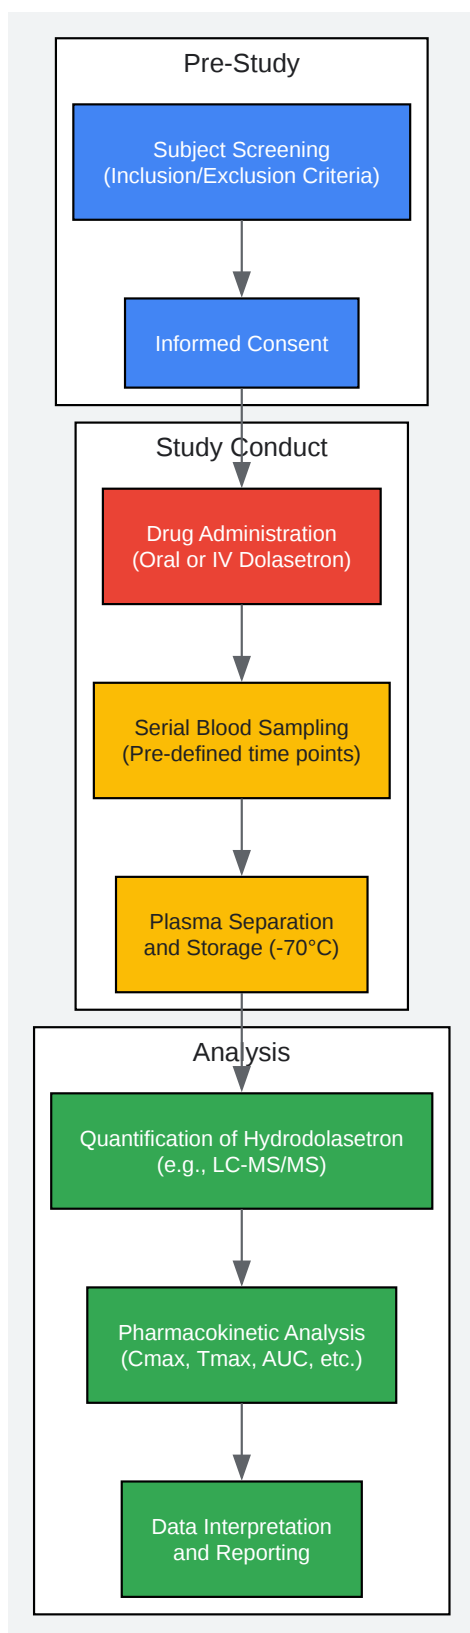 Pre-Study
Subject Screening
(Inclusion/Exclusion Criteria)
Informed Consent
Study Conduct
Drug Administration
(Oral or IV Dolasetron)
Serial Blood Sampling
(Pre-defined time points)
Plasma Separation
and Storage (-70°C)
Analysis
Quantification of Hydrodolasetron
(e.g., LC-MS/MS)
Pharmacokinetic Analysis
(Cmax, Tmax, AUC, etc.)
Data Interpretation
and Reporting